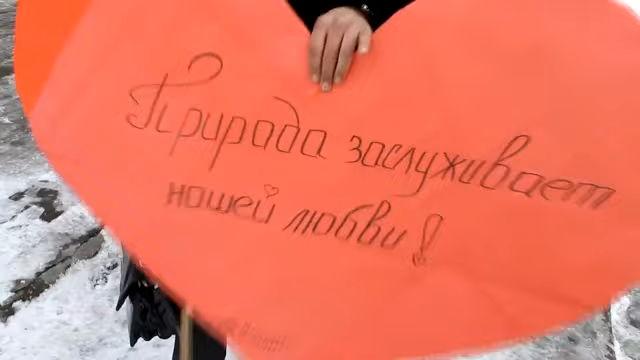 Природа заслуживает
нашей любви!